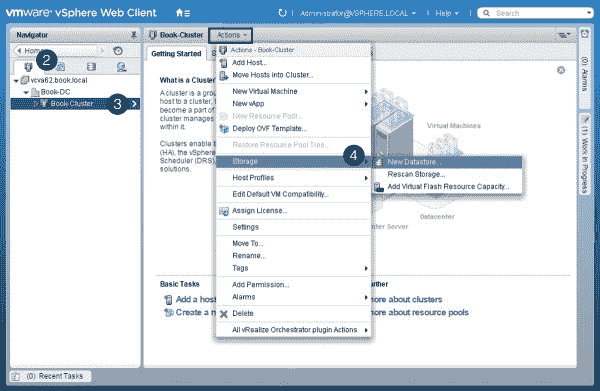 vmware® vSphere Web Client
Administrator@VSPHERE.LOCAL
Help
Search
Navigator
Home
2
vcva62.book.local
Book-DC
Book-Cluster
3
Book-Cluster
Actions
Getting Started
What is a Cluster
A cluster is a grou
host to a cluster, t
become a part of
cluster manages
within it.
Clusters enable t
(HA), the vSphere
Scheduler (DRS),
solutions.
Actions - Book-Cluster
Add Host...
Move Hosts into Cluster...
New Virtual Machine
New vApp
New Resource Pool...
Deploy OVF Template...
Restore Resource Pool Tree...
Storage
4
New Datastore...
Rescan Storage...
Add Virtual Flash Resource Capacity...
Host Profiles
Edit Default VM Compatibility...
Assign License...
Settings
Move To...
Rename...
Tags
Add Permission...
Alarms
Delete
All vRealize Orchestrator plugin Actions
Virtual Machines
Datacenter
nter Server
Basic Tasks
Add a host
Create a n
urther
more about clusters
more about resource pools
(0) Alarms
(1) Work In Progress
(0) Recent Tasks